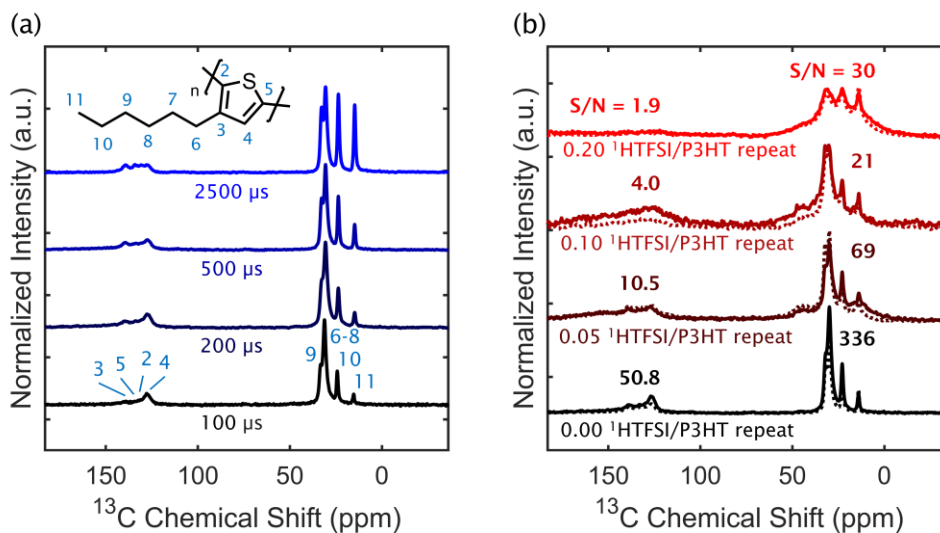 (a)
Normalized Intensity (a.u.)
n
2
S
5
11
9
7
3
4
10
8
6
2500 µs
500 µs
200 µs
6-8
9
10
11
3
5
2
4
100 µs
150
100
50
0
¹³C Chemical Shift (ppm)
(b)
Normalized Intensity (a.u.)
S/N = 30
S/N = 1.9
0.20 ¹HTFSI/P3HT repeat
21
4.0
0.10 ¹HTFSI/P3HT repeat
69
10.5
0.05 ¹HTFSI/P3HT repeat
336
50.8
0.00 ¹HTFSI/P3HT repeat
150
100
50
0
¹³C Chemical Shift (ppm)